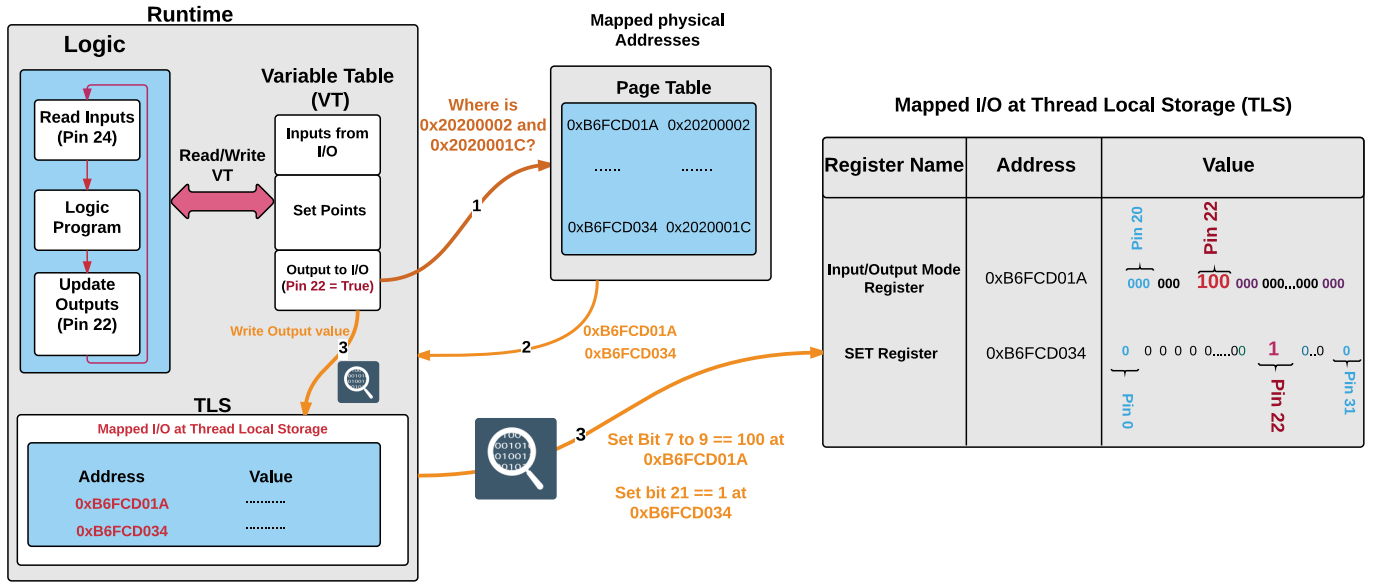 Runtime
Logic
Read Inputs
(Pin 24)
Logic
Program
Update
Outputs
(Pin 22)
Read/Write
VT
Variable Table
(VT)
Inputs from
I/O
Set Points
Output to I/O
(Pin 22 = True)
Write Output value
3
TLS
Mapped I/O at Thread Local Storage
Address Value
0xB6FCD01A ..........
0xB6FCD034 ..........
Where is
0x20200002 and
0x2020001C?
1
Mapped physical
Addresses
Page Table
0xB6FCD01A 0x20200002
...... .......
0xB6FCD034 0x2020001C
2
0xB6FCD01A
0xB6FCD034
3
Set Bit 7 to 9 == 100 at
0xB6FCD01A
Set bit 21 == 1 at
0xB6FCD034
Mapped I/O at Thread Local Storage (TLS)
Register Name Address Value
Pin 20 Pin 22
Input/Output Mode
Register
0xB6FCD01A
000 000 100 000 000...000 000
SET Register
0xB6FCD034
0 0 0 0 0 0.....00 1 0..0 0
Pin 0 Pin 22 Pin 31